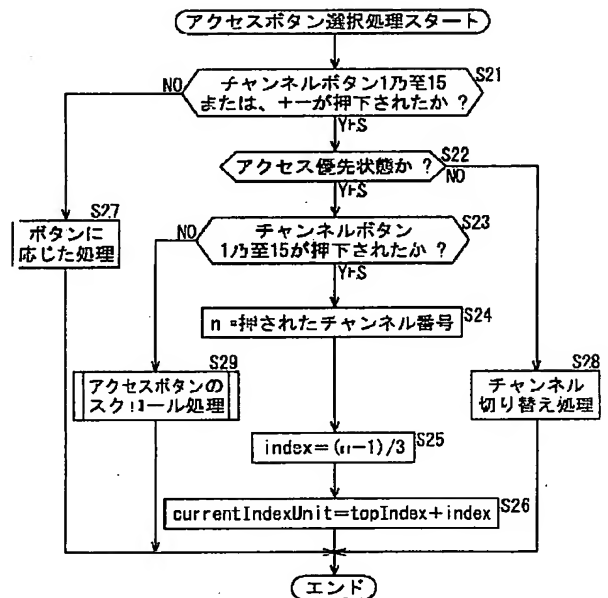 アクセスボタン選択処理スタート
チャンネルボタン1乃至15
または、+-が押下されたか ?
S21
NO
YES
アクセス優先状態か ?
S22
NO
YES
S27
ボタンに
応じた処理
チャンネルボタン
1乃至15が押下されたか ?
S23
NO
YES
n =押されたチャンネル番号
S24
S29
アクセスボタンの
スクロール処理
S28
チャンネル
切り替え処理
index=(n-1)/3
S25
currentIndexUnit=topIndex+index
S26
エンド